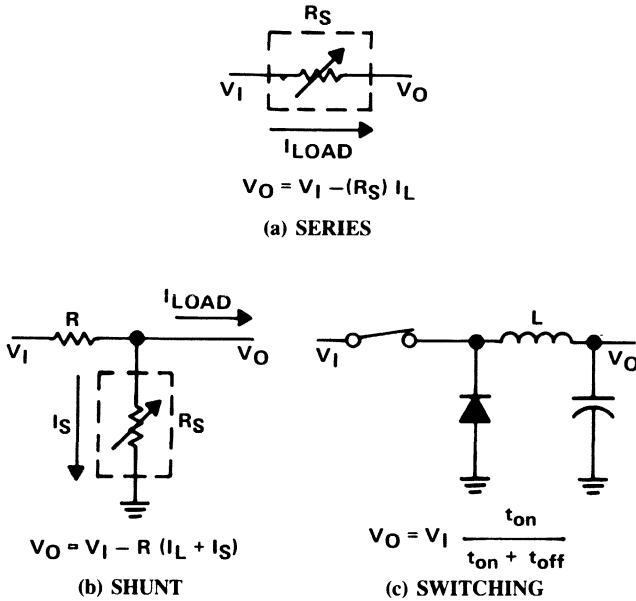 RS
VI
VO
ILOAD
VO = VI –(RS) IL
(a) SERIES
ILOAD
R
VI
VO
IS
RS
VO = VI – R (IL + IS)
(b) SHUNT
L
VI
VO
VO = VI ton / ton + toff
(c) SWITCHING